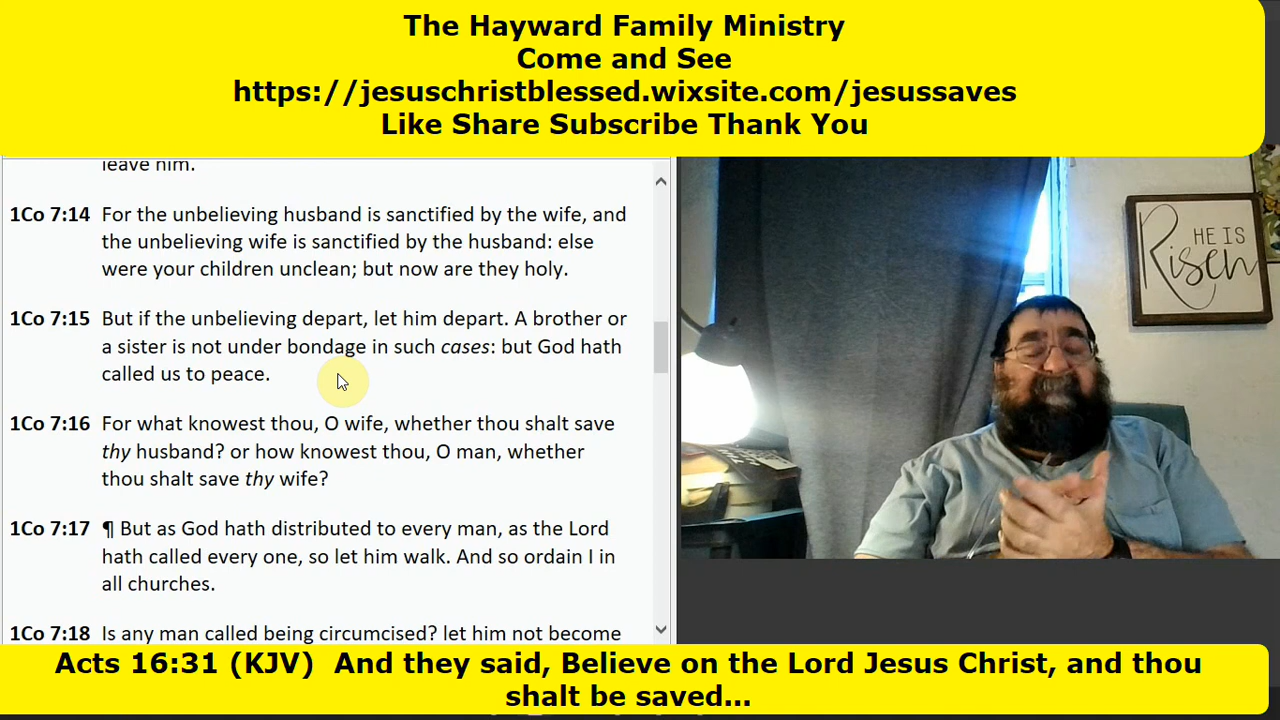 The Hayward Family Ministry
Come and See
https://jesuschristblessed.wixsite.com/jesussaves
Like Share Subscribe Thank You
leave him.
1Co 7:14 For the unbelieving husband is sanctified by the wife, and
the unbelieving wife is sanctified by the husband: else
were your children unclean; but now are they holy.
1Co 7:15 But if the unbelieving depart, let him depart. A brother or
a sister is not under bondage in such cases: but God hath
called us to peace.
1Co 7:16 For what knowest thou, O wife, whether thou shalt save
thy husband? or how knowest thou, O man, whether
thou shalt save thy wife?
1Co 7:17 ¶ But as God hath distributed to every man, as the Lord
hath called every one, so let him walk. And so ordain I in
all churches.
1Co 7:18 Is any man called being circumcised? let him not become
HE IS
Risen
Acts 16:31 (KJV) And they said, Believe on the Lord Jesus Christ, and thou
shalt be saved...